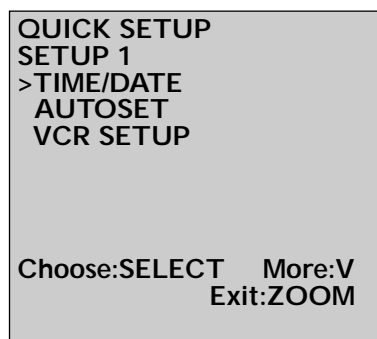 QUICK SETUP
SETUP 1
>TIME/DATE
AUTOSET
VCR SETUP
Choose:SELECT More:V
Exit:ZOOM